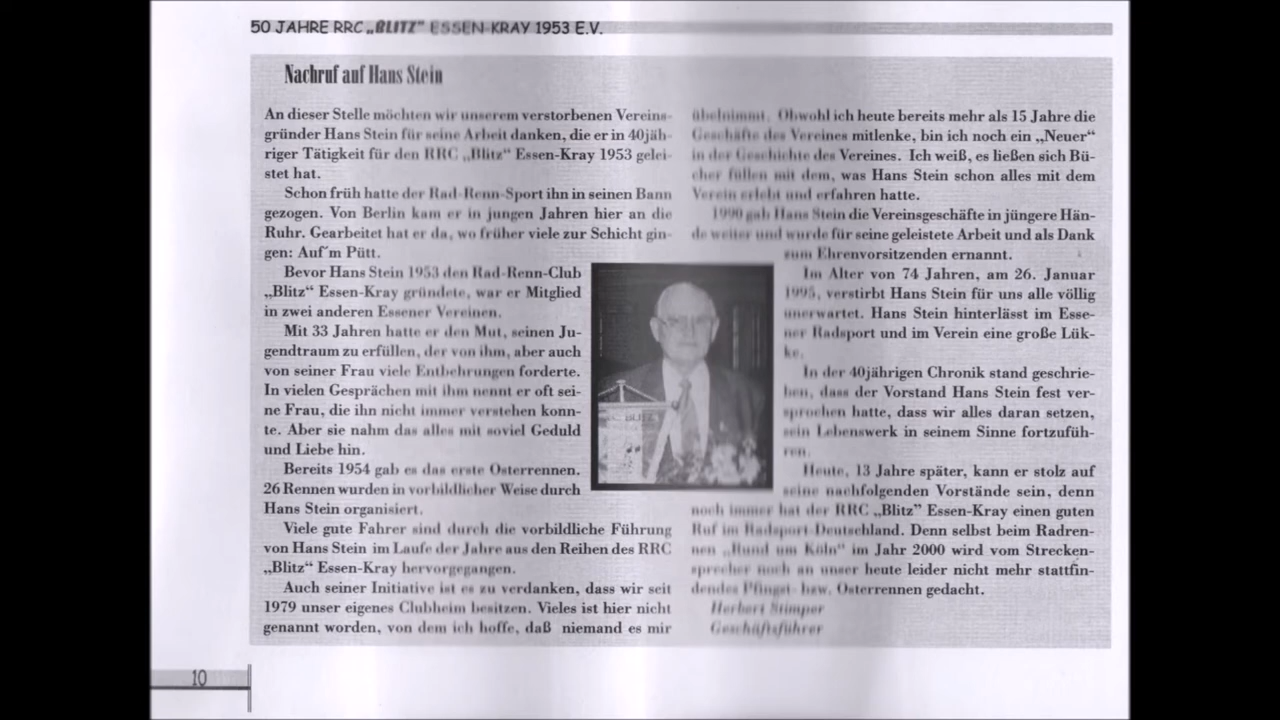 50 JAHRE RRC „BLITZ“ ESSEN-KRAY 1953 E.V.
Nachruf auf Hans Stein
An dieser Stelle möchten wir unserem verstorbenen Vereins-
gründer Hans Stein für seine Arbeit danken, die er in 40jäh-
riger Tätigkeit für den RRC „Blitz“ Essen-Kray 1953 gelei-
stet hat.
Schon früh hatte der Rad-Renn-Sport ihn in seinen Bann
gezogen. Von Berlin kam er in jungen Jahren hier an die
Ruhr. Gearbeitet hat er da, wo früher viele zur Schicht gin-
gen: Auf´m Pütt.
Bevor Hans Stein 1953 den Rad-Renn-Club
„Blitz“ Essen-Kray gründete, war er Mitglied
in zwei anderen Essener Vereinen.
Mit 33 Jahren hatte er den Mut, seinen Ju-
gendtraum zu erfüllen, der von ihm, aber auch
von seiner Frau viele Entbehrungen forderte.
In vielen Gesprächen mit ihm nennt er oft sei-
ne Frau, die ihn nicht immer verstehen konn-
te. Aber sie nahm das alles mit soviel Geduld
und Liebe hin.
Bereits 1954 gab es das erste Osterrennen.
26 Rennen wurden in vorbildlicher Weise durch
Hans Stein organisiert.
Viele gute Fahrer sind durch die vorbildliche Führung
von Hans Stein im Laufe der Jahre aus den Reihen des RRC
„Blitz“ Essen-Kray hervorgegangen.
Auch seiner Initiative ist es zu verdanken, dass wir seit
1979 unser eigenes Clubheim besitzen. Vieles ist hier nicht
genannt worden, von dem ich hoffe, daß niemand es mir
übelnimmt. Obwohl ich heute bereits mehr als 15 Jahre die
Geschäfte des Vereines mitlenke, bin ich noch ein „Neuer“
in der Geschichte des Vereines. Ich weiß, es ließen sich Bü-
cher füllen mit dem, was Hans Stein schon alles mit dem
Verein erlebt und erfahren hatte.
1990 gab Hans Stein die Vereinsgeschäfte in jüngere Hän-
de weiter und wurde für seine geleistete Arbeit und als Dank
zum Ehrenvorsitzenden ernannt.
Im Alter von 74 Jahren, am 26. Januar
1995, verstirbt Hans Stein für uns alle völlig
unerwartet. Hans Stein hinterlässt im Esse-
ner Radsport und im Verein eine große Lük-
ke.
In der 40jährigen Chronik stand geschrie-
ben, dass der Vorstand Hans Stein fest ver-
sprochen hatte, dass wir alles daran setzen,
sein Lebenswerk in seinem Sinne fortzufüh-
ren.
Heute, 13 Jahre später, kann er stolz auf
seine nachfolgenden Vorstände sein, denn
noch immer hat der RRC „Blitz“ Essen-Kray einen guten
Ruf im Radsport-Deutschland. Denn selbst beim Radren-
nen „Rund um Köln“ im Jahr 2000 wird vom Strecken-
sprecher noch an unser heute leider nicht mehr stattfin-
dendes Pfingst- bzw. Osterrennen gedacht.
Herbert Stimper
Geschäftsführer
10